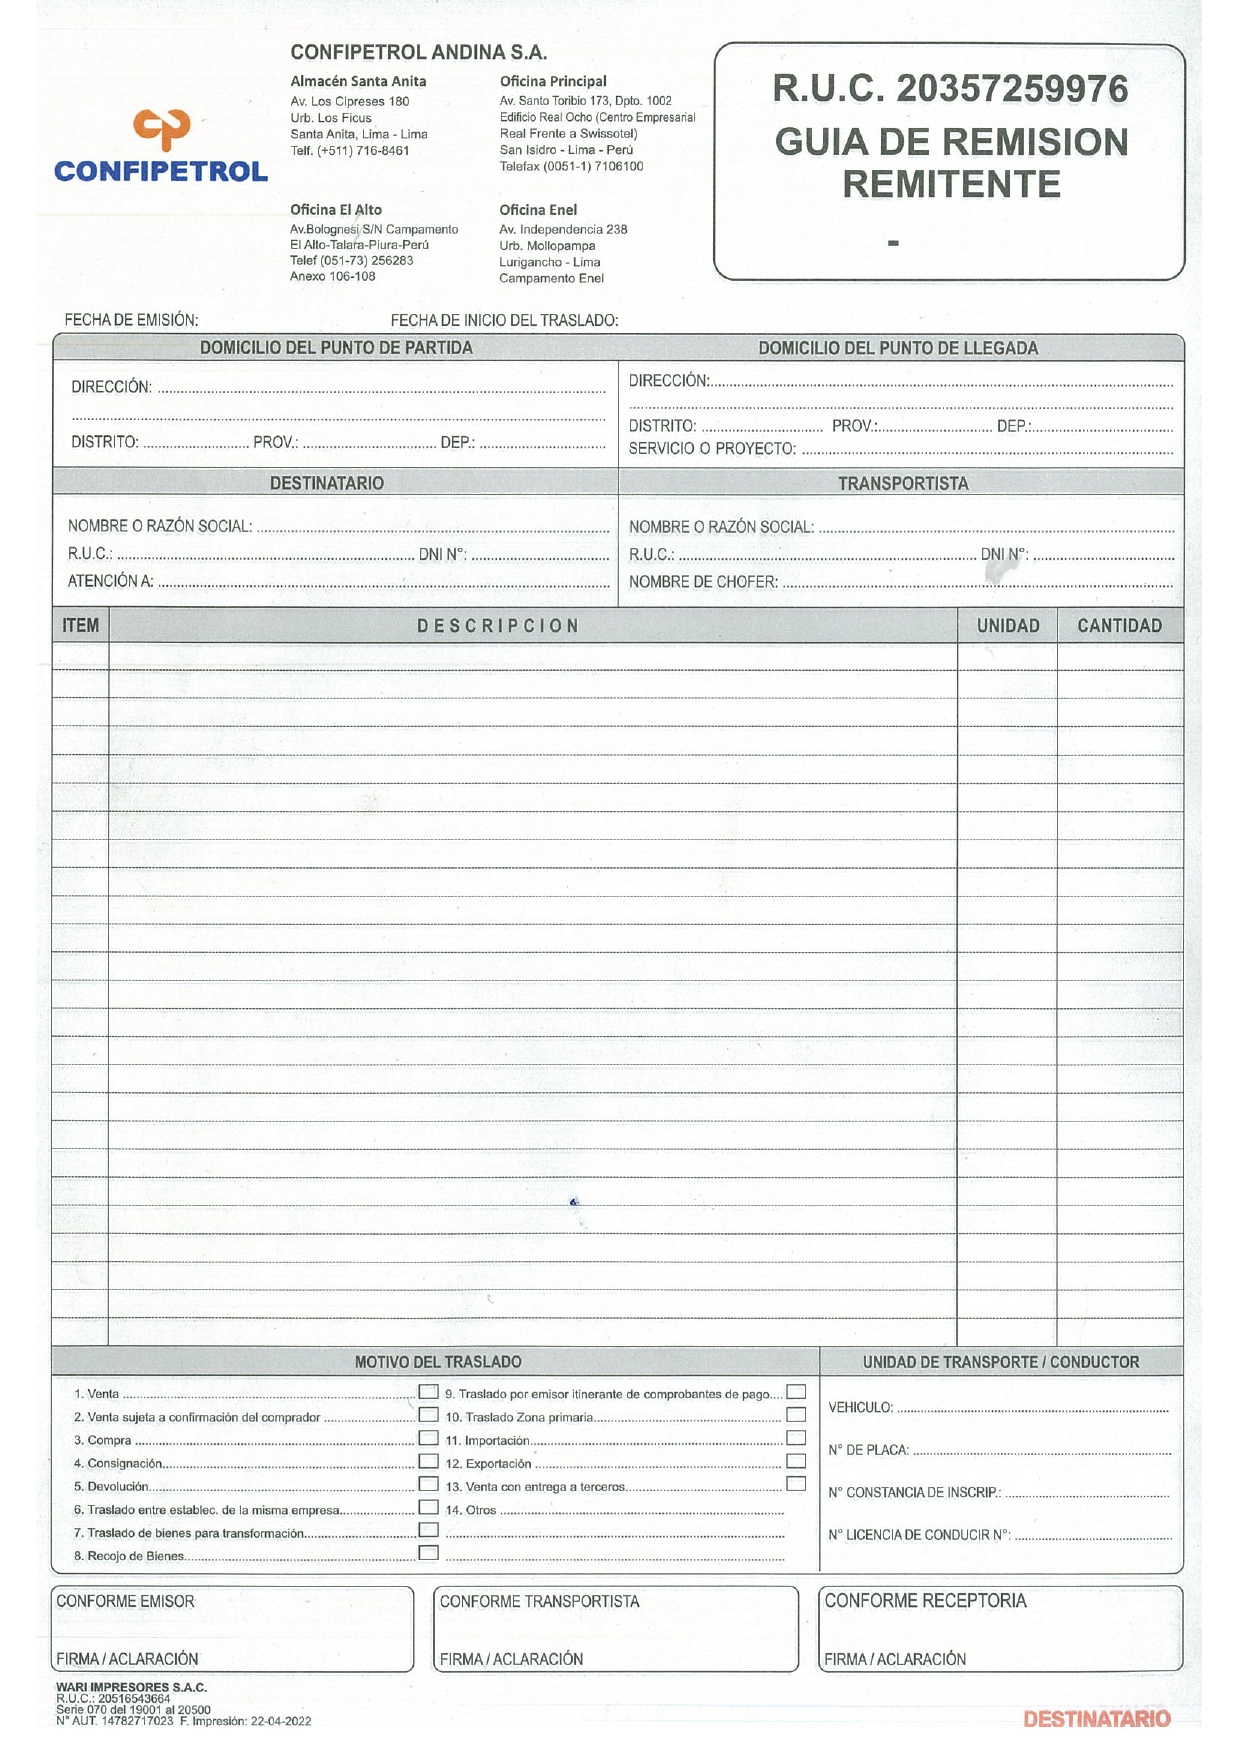 CONFIPETROL
CONFIPETROL ANDINA S.A.
Almacén Santa Anita
Av. Los Cipreses 180
Urb. Los Ficus
Santa Anita, Lima - Lima
Telf. (+511) 716-8461
Oficina Principal
Av. Santo Toribio 173, Dpto. 1002
Edificio Real Ocho (Centro Empresarial
Real Frente a Swissotel)
San Isidro - Lima - Perú
Telefax (0051-1) 7106100
Oficina El Alto
Av.Bolognesi S/N Campamento
El Alto-Talara-Piura-Perú
Telef (051-73) 256283
Anexo 106-108
Oficina Enel
Av. Independencia 238
Urb. Mollopampa
Lurigancho - Lima
Campamento Enel
R.U.C. 20357259976
GUIA DE REMISION
REMITENTE
-
FECHA DE EMISIÓN: FECHA DE INICIO DEL TRASLADO:
DOMICILIO DEL PUNTO DE PARTIDA
DIRECCIÓN:
DISTRITO: PROV.: DEP.:
DOMICILIO DEL PUNTO DE LLEGADA
DIRECCIÓN:
DISTRITO: PROV.: DEP.:
SERVICIO O PROYECTO:
DESTINATARIO
NOMBRE O RAZÓN SOCIAL:
R.U.C.: DNI N°:
ATENCIÓN A:
TRANSPORTISTA
NOMBRE O RAZÓN SOCIAL:
R.U.C.: DNI N°:
NOMBRE DE CHOFER:
ITEM DESCRIPCION UNIDAD CANTIDAD
MOTIVO DEL TRASLADO
1. Venta
2. Venta sujeta a confirmación del comprador
3. Compra
4. Consignación
5. Devolución
6. Traslado entre establec. de la misma empresa
7. Traslado de bienes para transformación
8. Recojo de Bienes
9. Traslado por emisor itinerante de comprobantes de pago
10. Traslado Zona primaria
11. Importación
12. Exportación
13. Venta con entrega a terceros
14. Otros
UNIDAD DE TRANSPORTE / CONDUCTOR
VEHICULO:
N° DE PLACA:
N° CONSTANCIA DE INSCRIP.:
N° LICENCIA DE CONDUCIR N°:
CONFORME EMISOR
FIRMA / ACLARACIÓN
CONFORME TRANSPORTISTA
FIRMA / ACLARACIÓN
CONFORME RECEPTORIA
FIRMA / ACLARACIÓN
WARI IMPRESORES S.A.C.
R.U.C.: 20516543664
Serie 070 del 19001 al 20500
N° AUT. 14782717023 F. Impresión: 22-04-2022
DESTINATARIO